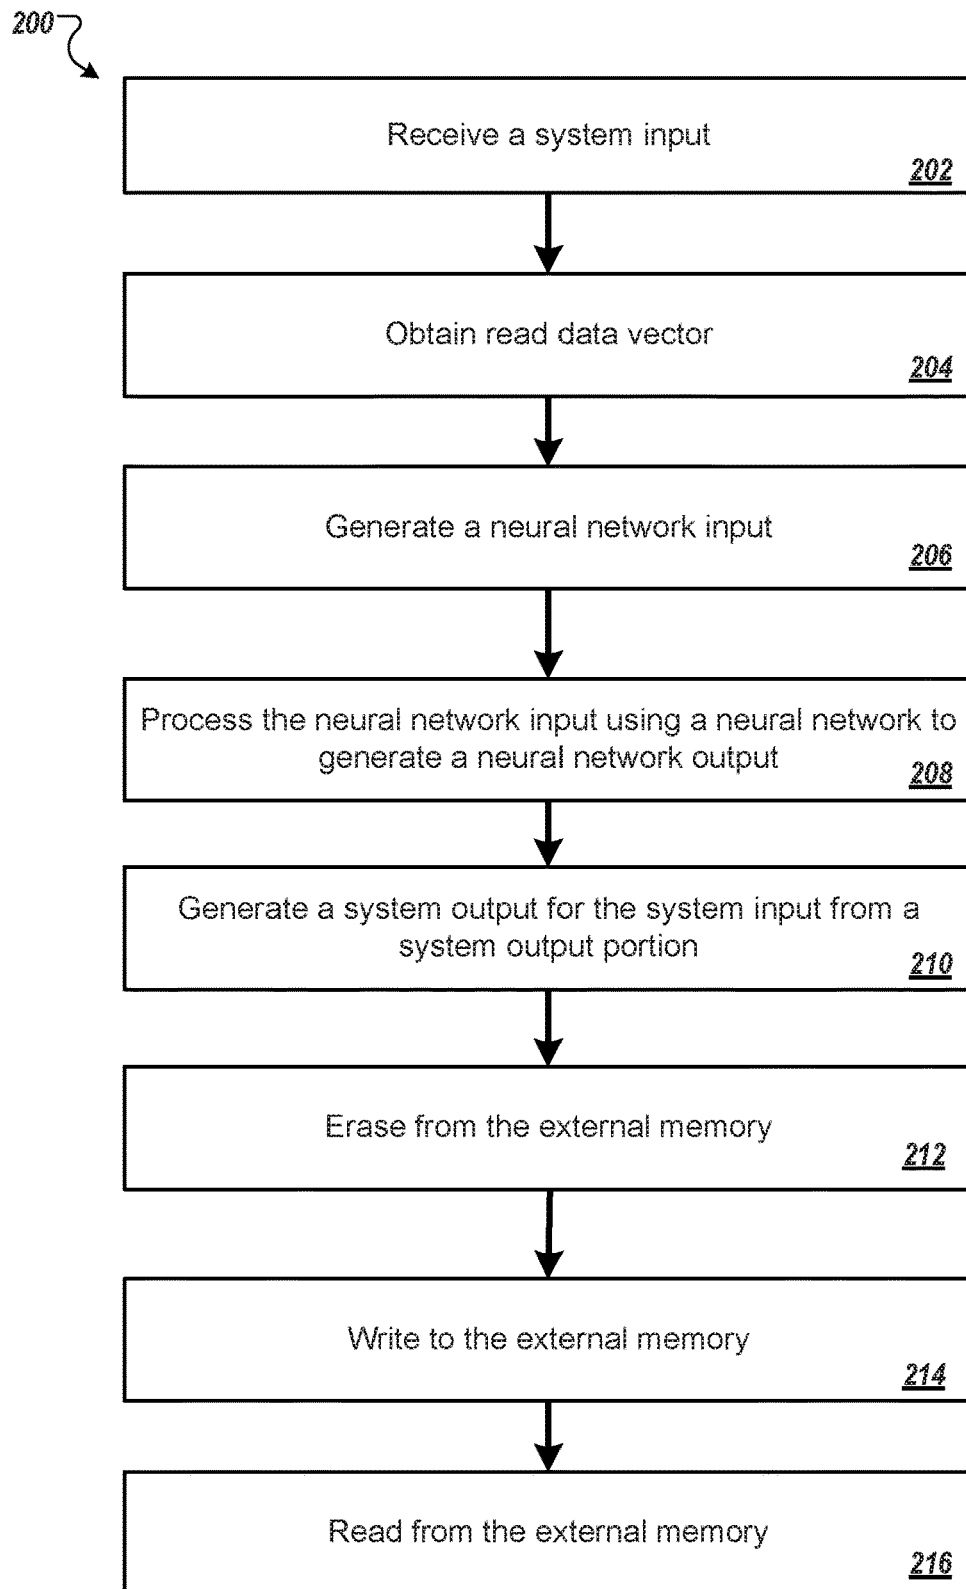 200
Receive a system input
202
Obtain read data vector
204
Generate a neural network input
206
Process the neural network input using a neural network to
generate a neural network output
208
Generate a system output for the system input from a
system output portion
210
Erase from the external memory
212
Write to the external memory
214
Read from the external memory
216